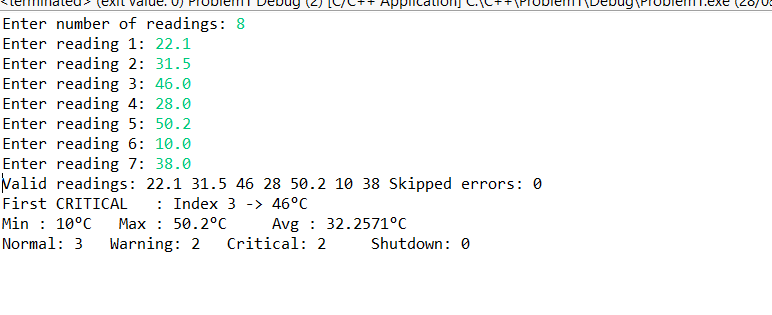 <terminated> (exit value: 0) Problem1 Debug (2) [C/C++ Application] C:\C++\Problem1\Debug\Problem1.exe (28/0
Enter number of readings: 8
Enter reading 1: 22.1
Enter reading 2: 31.5
Enter reading 3: 46.0
Enter reading 4: 28.0
Enter reading 5: 50.2
Enter reading 6: 10.0
Enter reading 7: 38.0
Valid readings: 22.1 31.5 46 28 50.2 10 38 Skipped errors: 0
First CRITICAL   : Index 3 -> 46°C
Min : 10°C   Max : 50.2°C     Avg : 32.2571°C
Normal: 3   Warning: 2   Critical: 2     Shutdown: 0